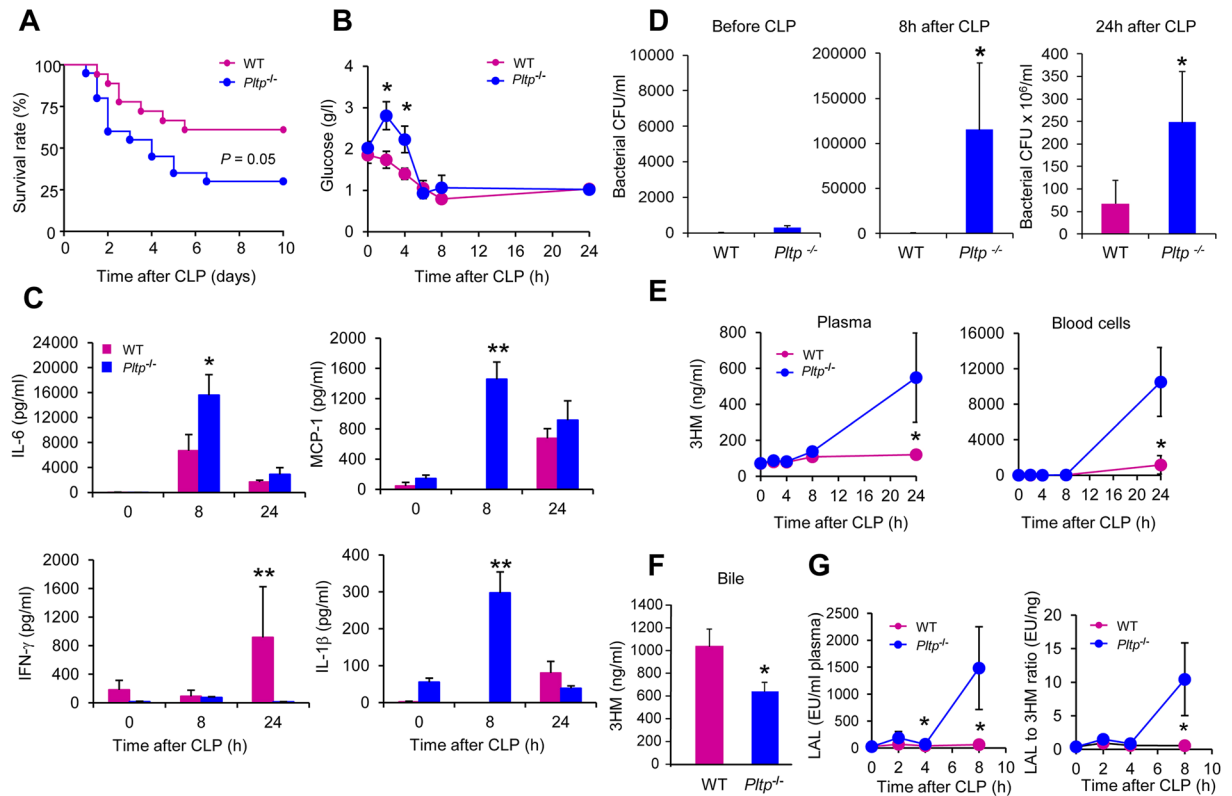 A
Survival rate (%)
100
75
50
25
0
0 2 4 6 8 10
WT
Pltp-/-
P = 0.05
Time after CLP (days)
B
Glucose (g/l)
4
3
2
1
0
0 4 8 12 16 20 24
WT
Pltp-/-
*
*
Time after CLP (h)
C
IL-6 (pg/ml)
24000
20000
16000
12000
8000
4000
0
WT
Pltp-/-
*
0 8 24
MCP-1 (pg/ml)
2000
1600
1200
800
400
0
**
0 8 24
IFN-γ (pg/ml)
2000
1600
1200
800
400
0
**
0 8 24
Time after CLP (h)
IL-1β (pg/ml)
400
300
200
100
0
**
0 8 24
Time after CLP (h)
D
Before CLP
Bacterial CFU/ml
10000
8000
6000
4000
2000
0
WT Pltp -/-
8h after CLP
200000
150000
100000
50000
0
*
WT Pltp -/-
24h after CLP
Bacterial CFU x 10⁶/ml
400
350
300
250
200
150
100
50
0
*
WT Pltp -/-
E
Plasma
3HM (ng/ml)
800
600
400
200
0
WT
Pltp-/-
*
0 4 8 12 16 20 24
Time after CLP (h)
Blood cells
16000
12000
8000
4000
0
*
0 4 8 12 16 20 24
Time after CLP (h)
F
Bile
3HM (ng/ml)
1400
1200
1000
800
600
400
200
0
*
WT Pltp-/-
G
LAL (EU/ml plasma)
2500
2000
1500
1000
500
0
WT
Pltp-/-
*
*
0 2 4 6 8 10
Time after CLP (h)
LAL to 3HM ratio (EU/ng)
20
15
10
5
0
WT
Pltp-/-
*
0 2 4 6 8 10
Time after CLP (h)